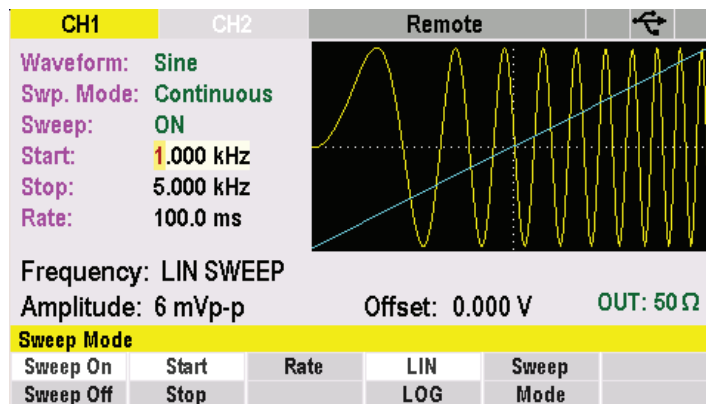 CH1 CH2 Remote
Waveform: Sine
Swp. Mode: Continuous
Sweep: ON
Start: 1.000 kHz
Stop: 5.000 kHz
Rate: 100.0 ms
Frequency: LIN SWEEP
Amplitude: 6 mVp-p Offset: 0.000 V OUT: 50 Ω
Sweep Mode
Sweep On Start Rate LIN Sweep
Sweep Off Stop LOG Mode